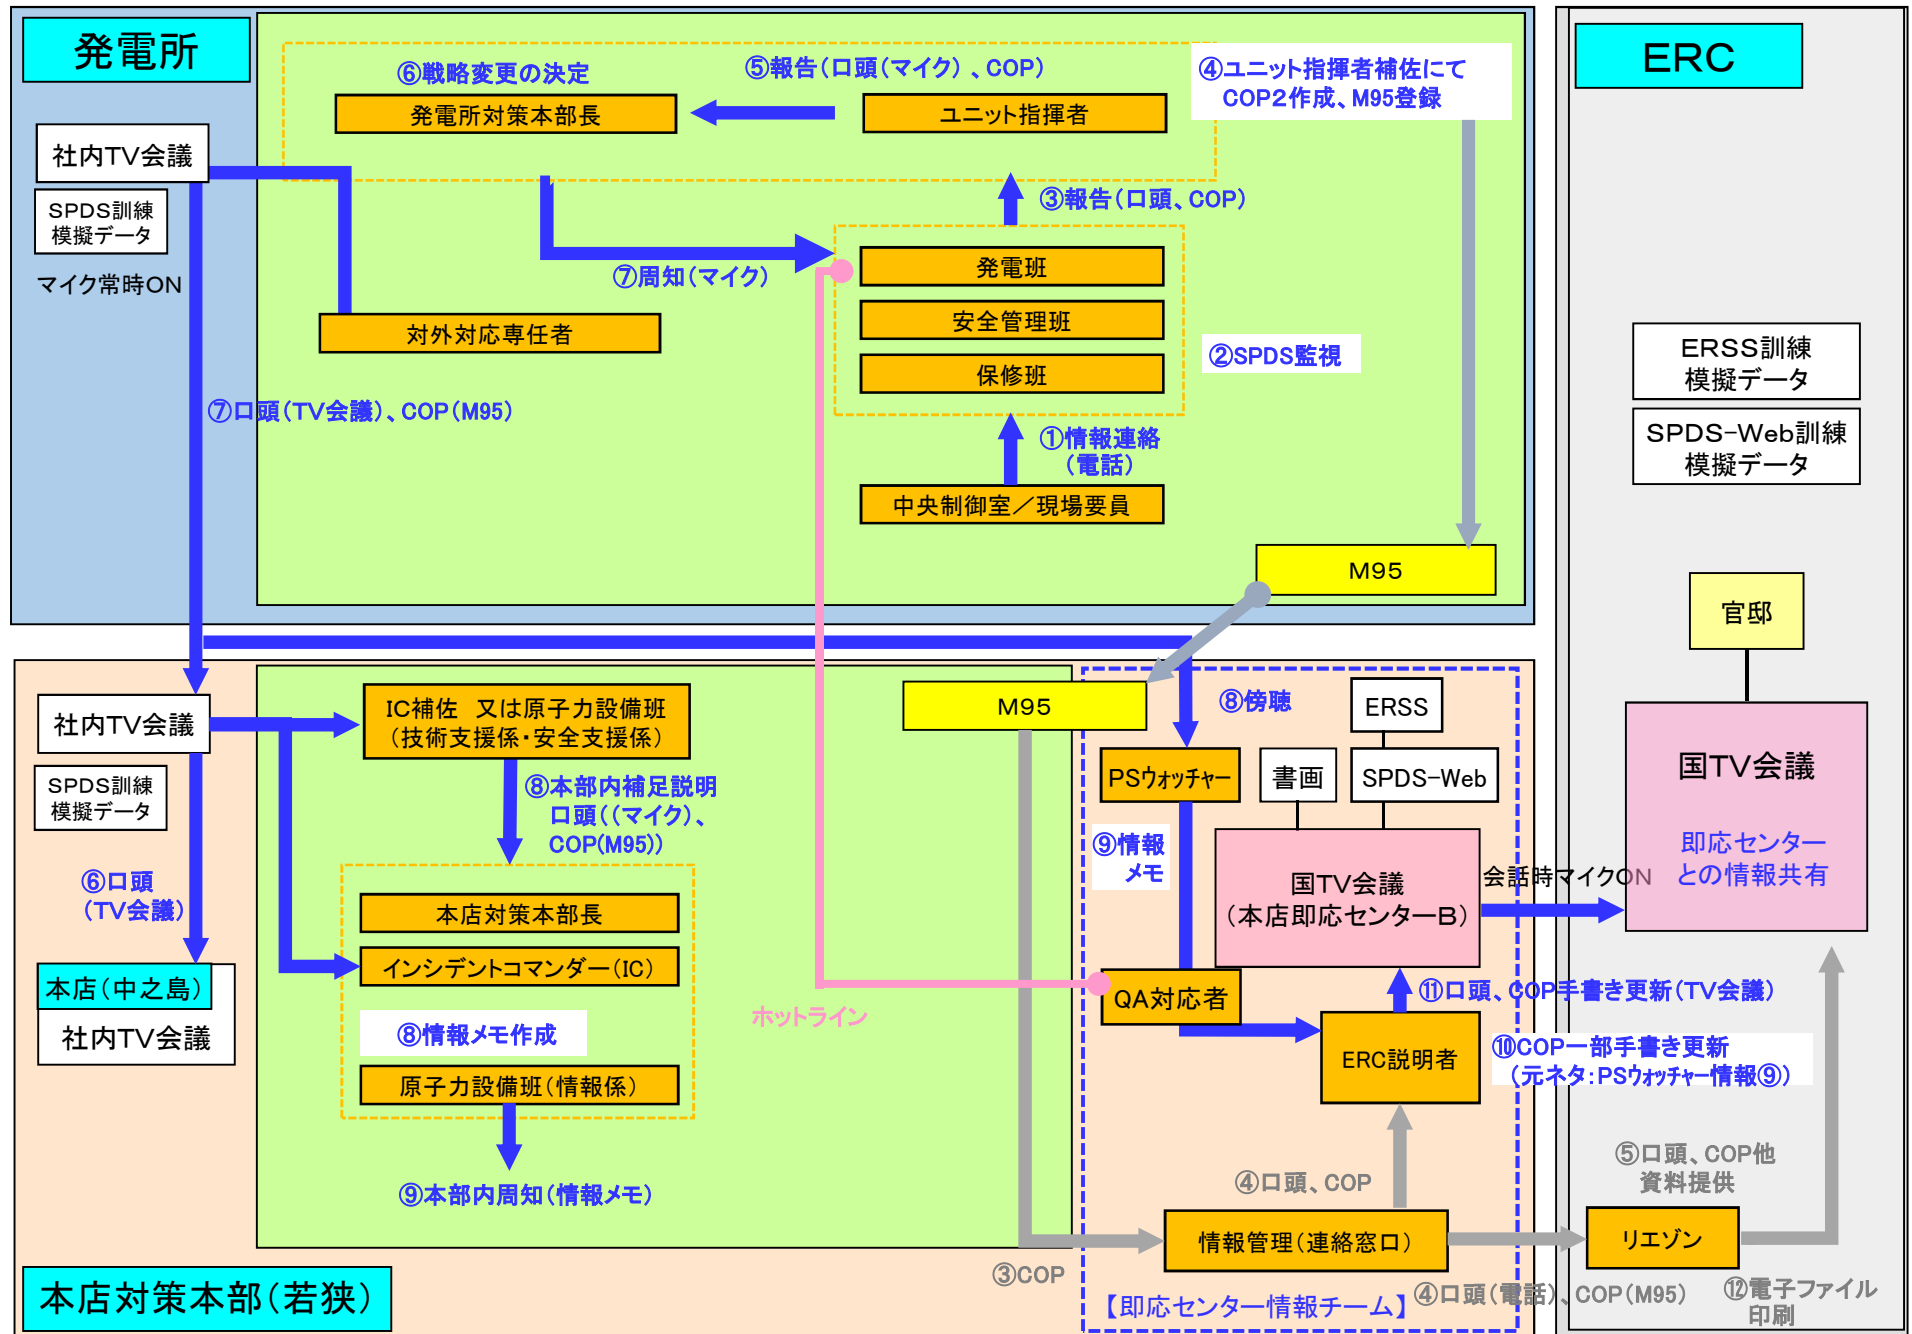 発電所
⑥戦略変更の決定
⑤報告（口頭（マイク）、COP）
④ユニット指揮者補佐にて
COP2作成、M95登録
発電所対策本部長
ユニット指揮者
社内TV会議
SPDS訓練
模擬データ
マイク常時ON
③報告（口頭、COP）
⑦周知（マイク）
発電班
安全管理班
保修班
②SPDS監視
対外対応専任者
⑦口頭（TV会議）、COP（M95）
①情報連絡
（電話）
中央制御室／現場要員
M95
ERC
ERSS訓練
模擬データ
SPDS-Web訓練
模擬データ
官邸
国TV会議
即応センター
との情報共有
社内TV会議
SPDS訓練
模擬データ
⑥口頭
（TV会議）
本店（中之島）
社内TV会議
IC補佐　又は原子力設備班
（技術支援係・安全支援係）
⑧本部内補足説明
口頭（（マイク）、
COP(M95)）
本店対策本部長
インシデントコマンダー（IC）
⑧情報メモ作成
原子力設備班（情報係）
⑨本部内周知（情報メモ）
ホットライン
M95
⑧傍聴
ERSS
PSウォッチャー
書画
SPDS-Web
⑨情報
メモ
国TV会議
（本店即応センターB）
会話時マイクON
QA対応者
⑪口頭、COP手書き更新（TV会議）
ERC説明者
⑩COP一部手書き更新
（元ネタ：PSウォッチャー情報⑨）
④口頭、COP
⑤口頭、COP他
資料提供
情報管理（連絡窓口）
リエゾン
③COP
④口頭（電話）、COP（M95）
⑫電子ファイル
印刷
【即応センター情報チーム】
本店対策本部（若狭）